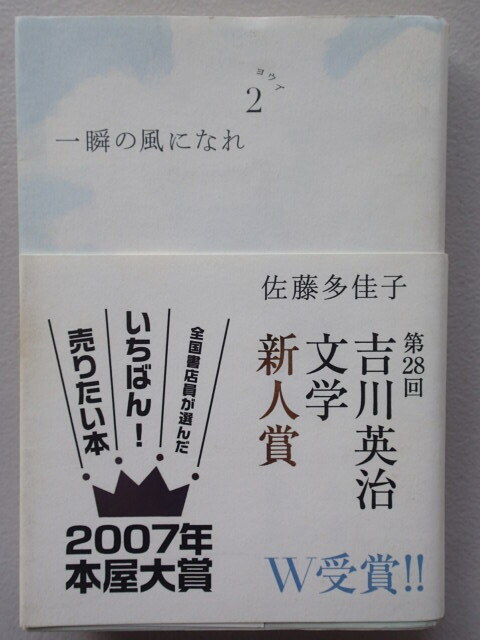 ヨウイ
2
一瞬の風になれ
佐藤多佳子
第28回
吉川英治
文学
新人賞
全国書店員が選んだ
いちばん!
売りたい本
2007年
本屋大賞
W受賞!!